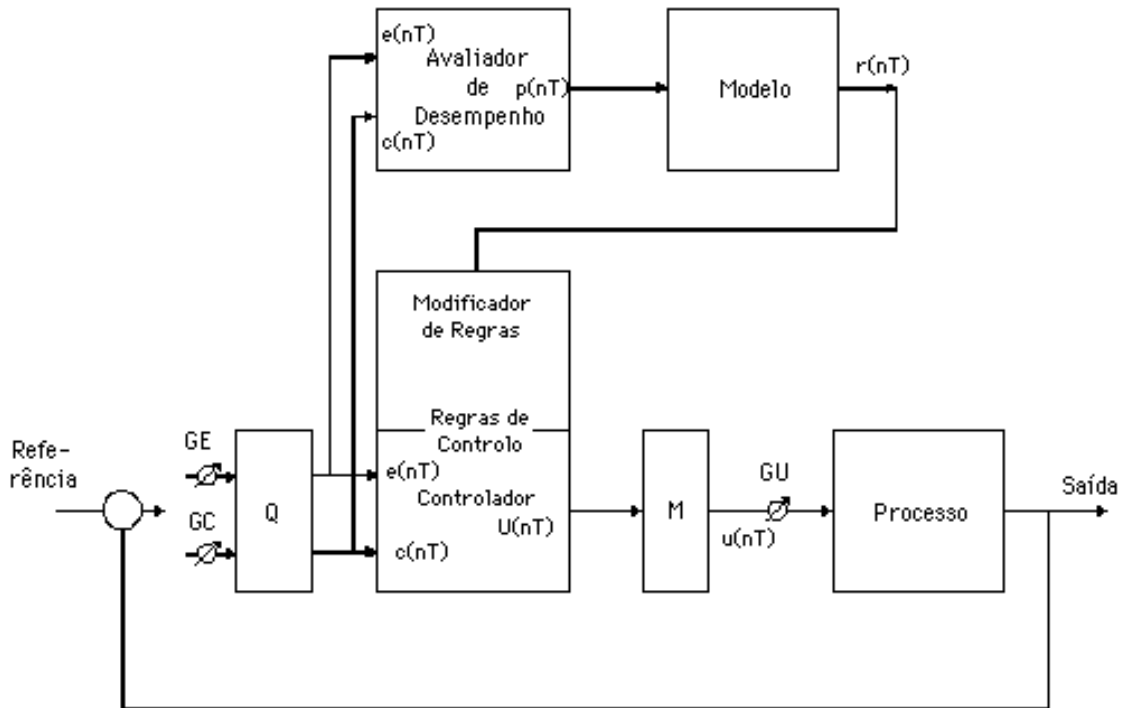 e(nT)
Avaliador
de
p(nT)
Desempenho
c(nT)
Modelo
r(nT)
Modificador
de Regras
Regras de
Controlo
Refe-
rência
GE
GC
Q
e(nT)
Controlador
U(nT)
c(nT)
M
GU
u(nT)
Processo
Saída